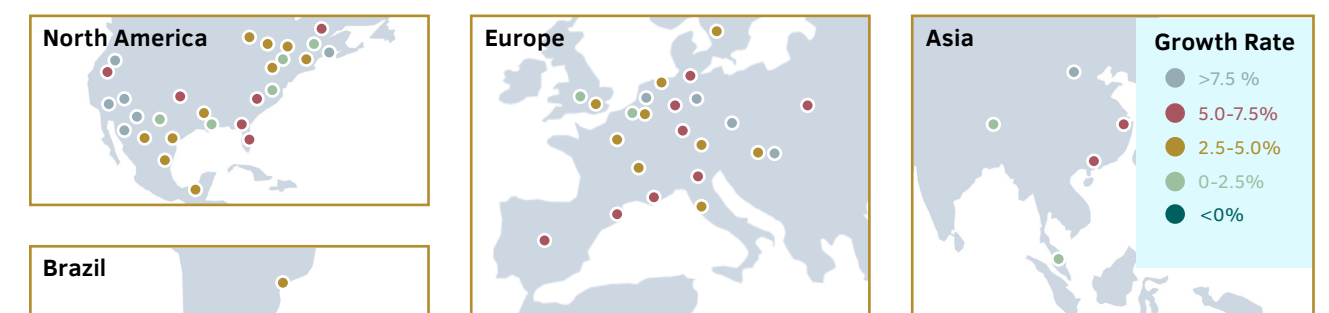 North America
Europe
Asia
Growth Rate
>7.5 %
5.0-7.5%
2.5-5.0%
0-2.5%
<0%
Brazil